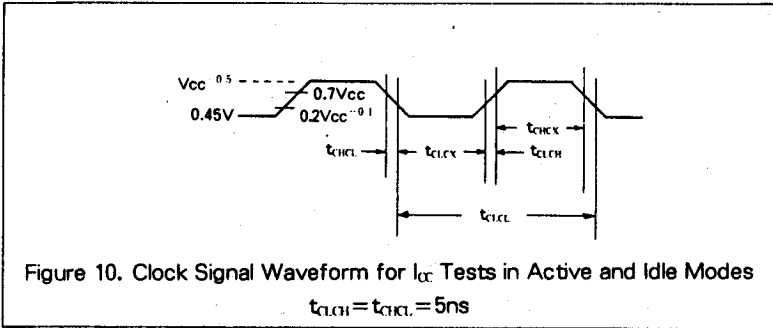 Vcc-0.5
0.7Vcc
0.45V
0.2Vcc-0.1
tCHCX
tCHCL
tCLCX
tCLCH
tCLCL
Figure 10. Clock Signal Waveform for ICC Tests in Active and Idle Modes
tCLCH=tCHCL=5ns